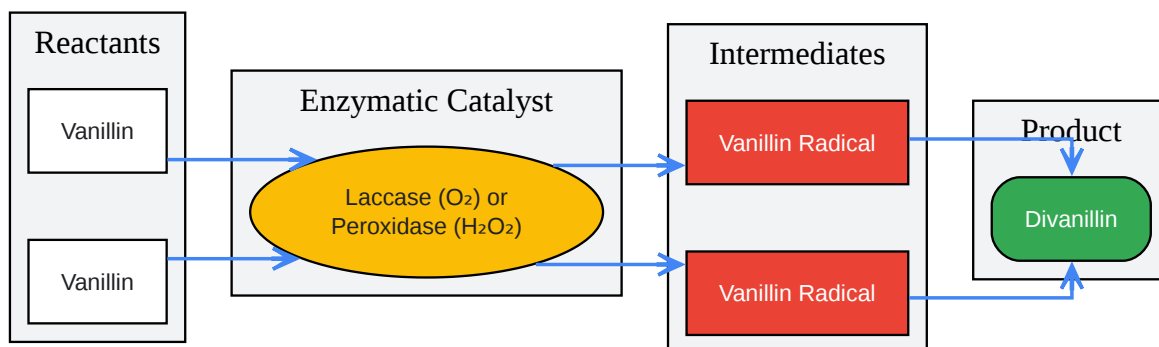 Reactants
Vanillin
Vanillin
Enzymatic Catalyst
Laccase (O₂) or
Peroxidase (H₂O₂)
Intermediates
Vanillin Radical
Vanillin Radical
Product
Divanillin